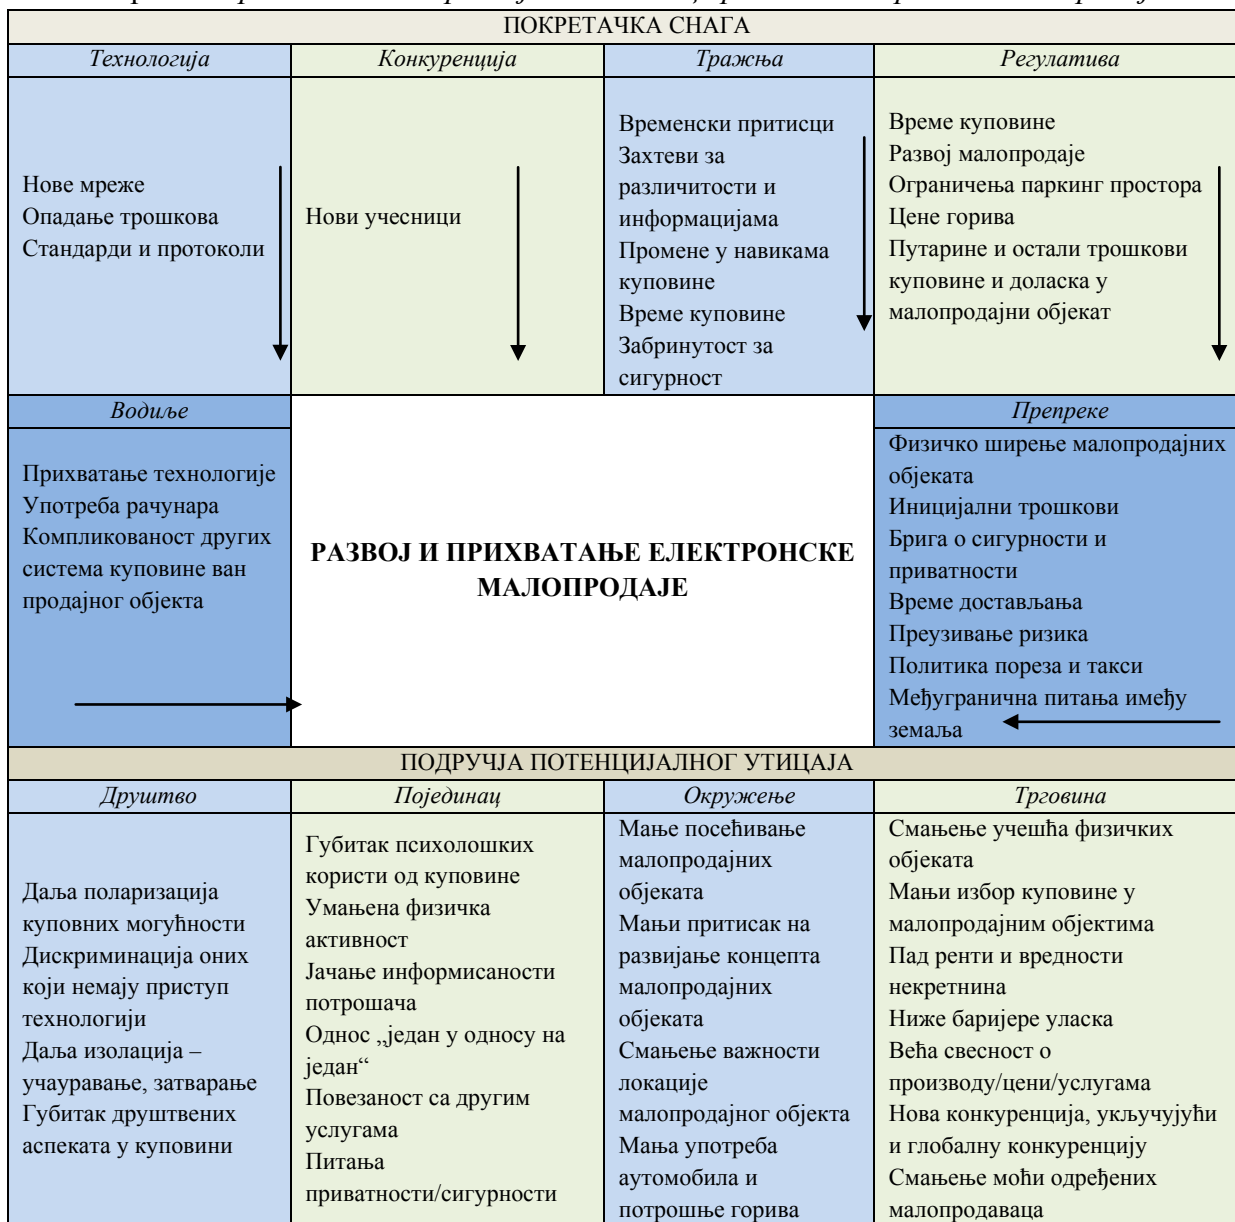 ПОКРЕТАЧКА СНАГА
Технологија
Нове мреже
Опадање трошкова
Стандарди и протоколи
Конкуренција
Нови учесници
Тражња
Временски притисци
Захтеви за
различитости и
информацијама
Промене у навикама
куповине
Време куповине
Забринутост за
сигурност
Регулатива
Време куповине
Развој малопродаје
Ограничења паркинг простора
Цене горива
Путарине и остали трошкови
куповине и доласка у
малопродајни објекат
Водиље
Прихватање технологије
Употреба рачунара
Компликованост других
система куповине ван
продајног објекта
РАЗВОЈ И ПРИХВАТАЊЕ ЕЛЕКТРОНСКЕ
МАЛОПРОДАЈЕ
Препреке
Физичко ширење малопродајних
објеката
Иницијални трошкови
Брига о сигурности и
приватности
Време достављања
Преузивање ризика
Политика пореза и такси
Међугранична питања имеђу
земаља
ПОДРУЧЈА ПОТЕНЦИЈАЛНОГ УТИЦАЈА
Друштво
Даља поларизација
куповних могућности
Дискриминација оних
који немају приступ
технологији
Даља изолација –
учауравање, затварање
Губитак друштвених
аспеката у куповини
Појединац
Губитак психолошких
користи од куповине
Умањена физичка
активност
Јачање информисаности
потрошача
Однос „један у односу на
један“
Повезаност са другим
услугама
Питања
приватности/сигурности
Окружење
Мање посећивање
малопродајних
објеката
Мањи притисак на
развијање концепта
малопродајних
објеката
Смањење важности
локације
малопродајног објекта
Мања употреба
аутомобила и
потрошње горива
Трговина
Смањење учешћа физичких
објеката
Мањи избор куповине у
малопродајним објектима
Пад ренти и вредности
некретнина
Ниже баријере уласка
Већа свесност о
производу/цени/услугама
Нова конкуренција, укључујући
и глобалну конкуренцију
Смањење моћи одређених
малопродаваца